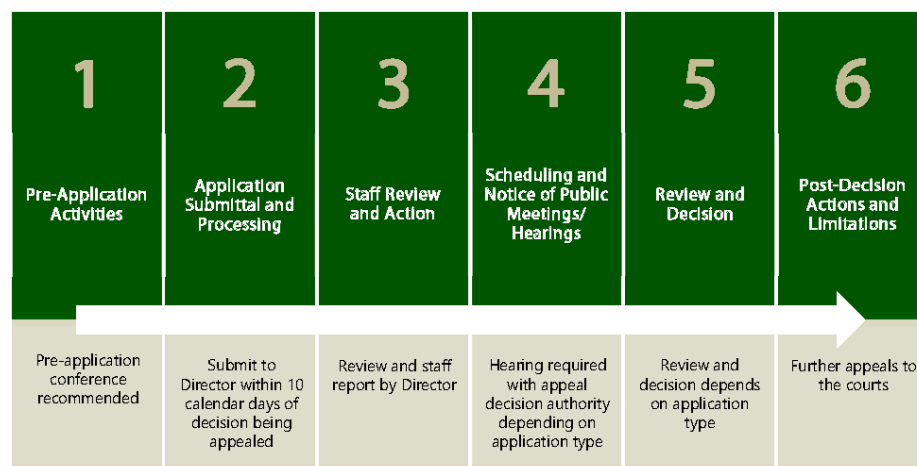 1
Pre-Application
Activities
2
Application
Submittal and
Processing
3
Staff Review
and Action
4
Scheduling and
Notice of Public
Meetings/
Hearings
5
Review and
Decision
6
Post-Decision
Actions and
Limitations
Pre-application
conference
recommended
Submit to
Director within 10
calendar days of
decision being
appealed
Review and staff
report by Director
Hearing required
with appeal
decision authority
depending on
application type
Review and
decision depends
on application
type
Further appeals to
the courts